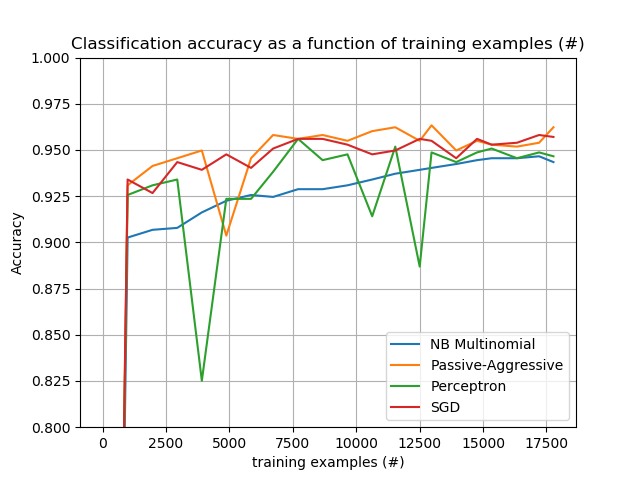 Classification accuracy as a function of training examples (#)
1.000
0.975
0.950
0.925
0.900
0.875
0.850
0.825
0.800
Accuracy
NB Multinomial
Passive-Aggressive
Perceptron
SGD
0 2500 5000 7500 10000 12500 15000 17500
training examples (#)